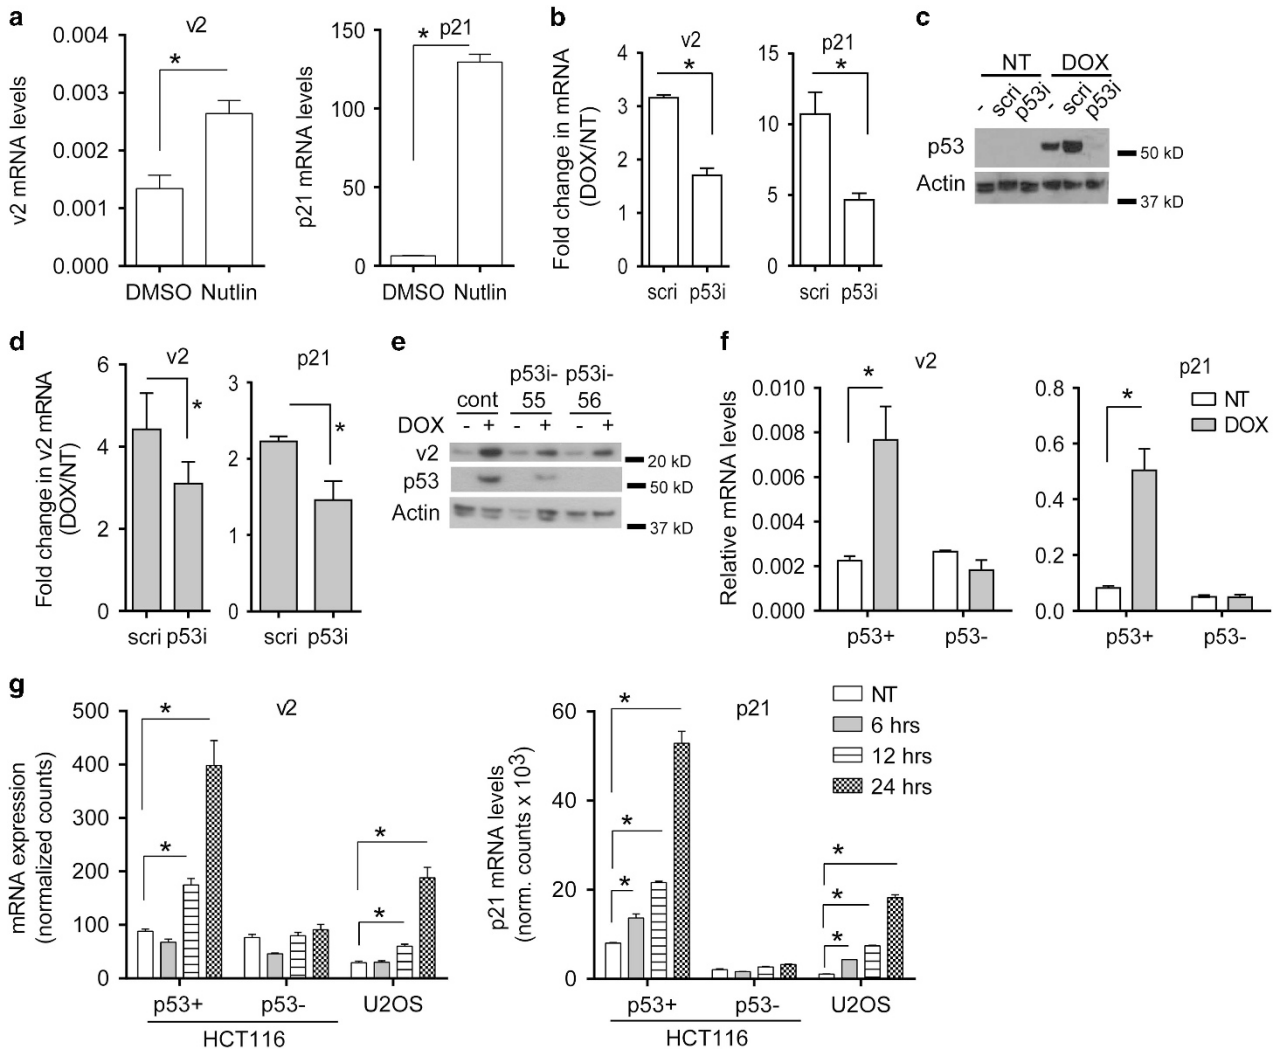 a
v2
v2 mRNA levels
0.004
0.003
0.002
0.001
0.000
*
DMSO Nutlin
p21
p21 mRNA levels
150
100
50
0
*
DMSO Nutlin
b
v2
Fold change in mRNA
(DOX/NT)
4
3
2
1
0
*
scri p53i
p21
15
10
5
0
*
scri p53i
c
NT DOX
- scri p53i - scri p53i
p53
50 kD
Actin
37 kD
d
v2
Fold change in v2 mRNA
(DOX/NT)
6
4
2
0
*
scri p53i
p21
3
2
1
0
*
scri p53i
e
cont p53i-55 p53i-56
DOX - + - + - +
v2
20 kD
p53
50 kD
Actin
37 kD
f
v2
Relative mRNA levels
0.010
0.008
0.006
0.004
0.002
0.000
*
p53+ p53-
p21
0.8
0.6
0.4
0.2
0.0
*
NT
DOX
p53+ p53-
g
v2
mRNA expression
(normalized counts)
500
400
300
200
100
0
*
*
*
*
p53+ p53- U2OS
HCT116
p21
p21 mRNA levels
(norm. counts x 10³)
60
40
20
0
*
*
*
*
*
*
p53+ p53- U2OS
HCT116
NT
6 hrs
12 hrs
24 hrs